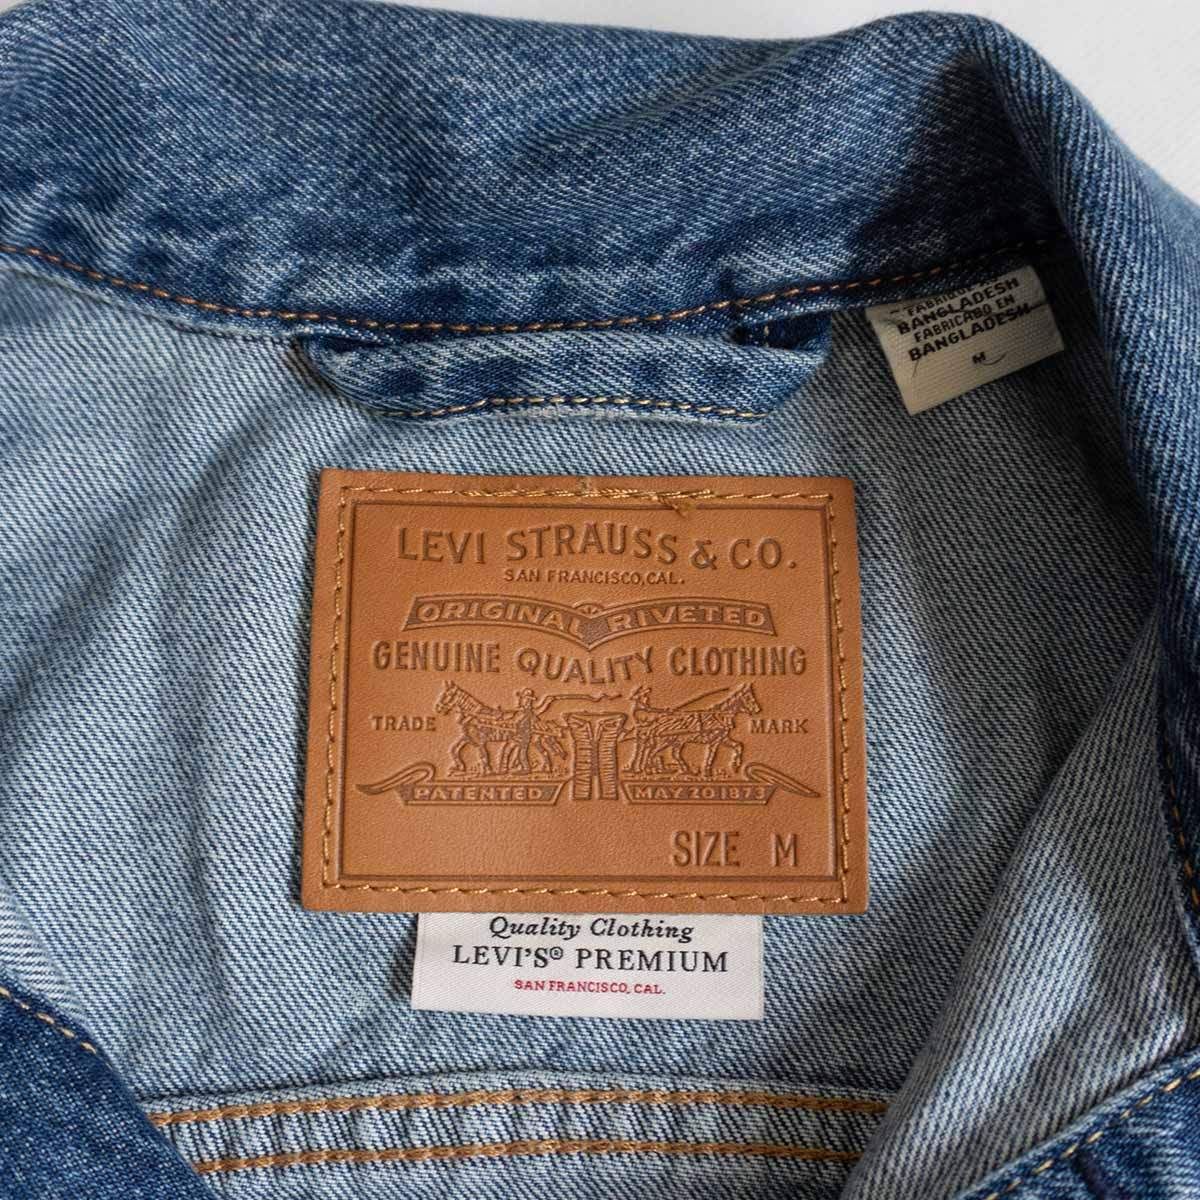 BANGLADESH
FABRICADO EN
BANGLADESH
M
LEVI STRAUSS & CO.
SAN FRANCISCO, CAL.
ORIGINAL RIVETED
GENUINE QUALITY CLOTHING
TRADE MARK
PATENTED MAY 20 1873
SIZE M
Quality Clothing
LEVI'S® PREMIUM
SAN FRANCISCO, CAL.